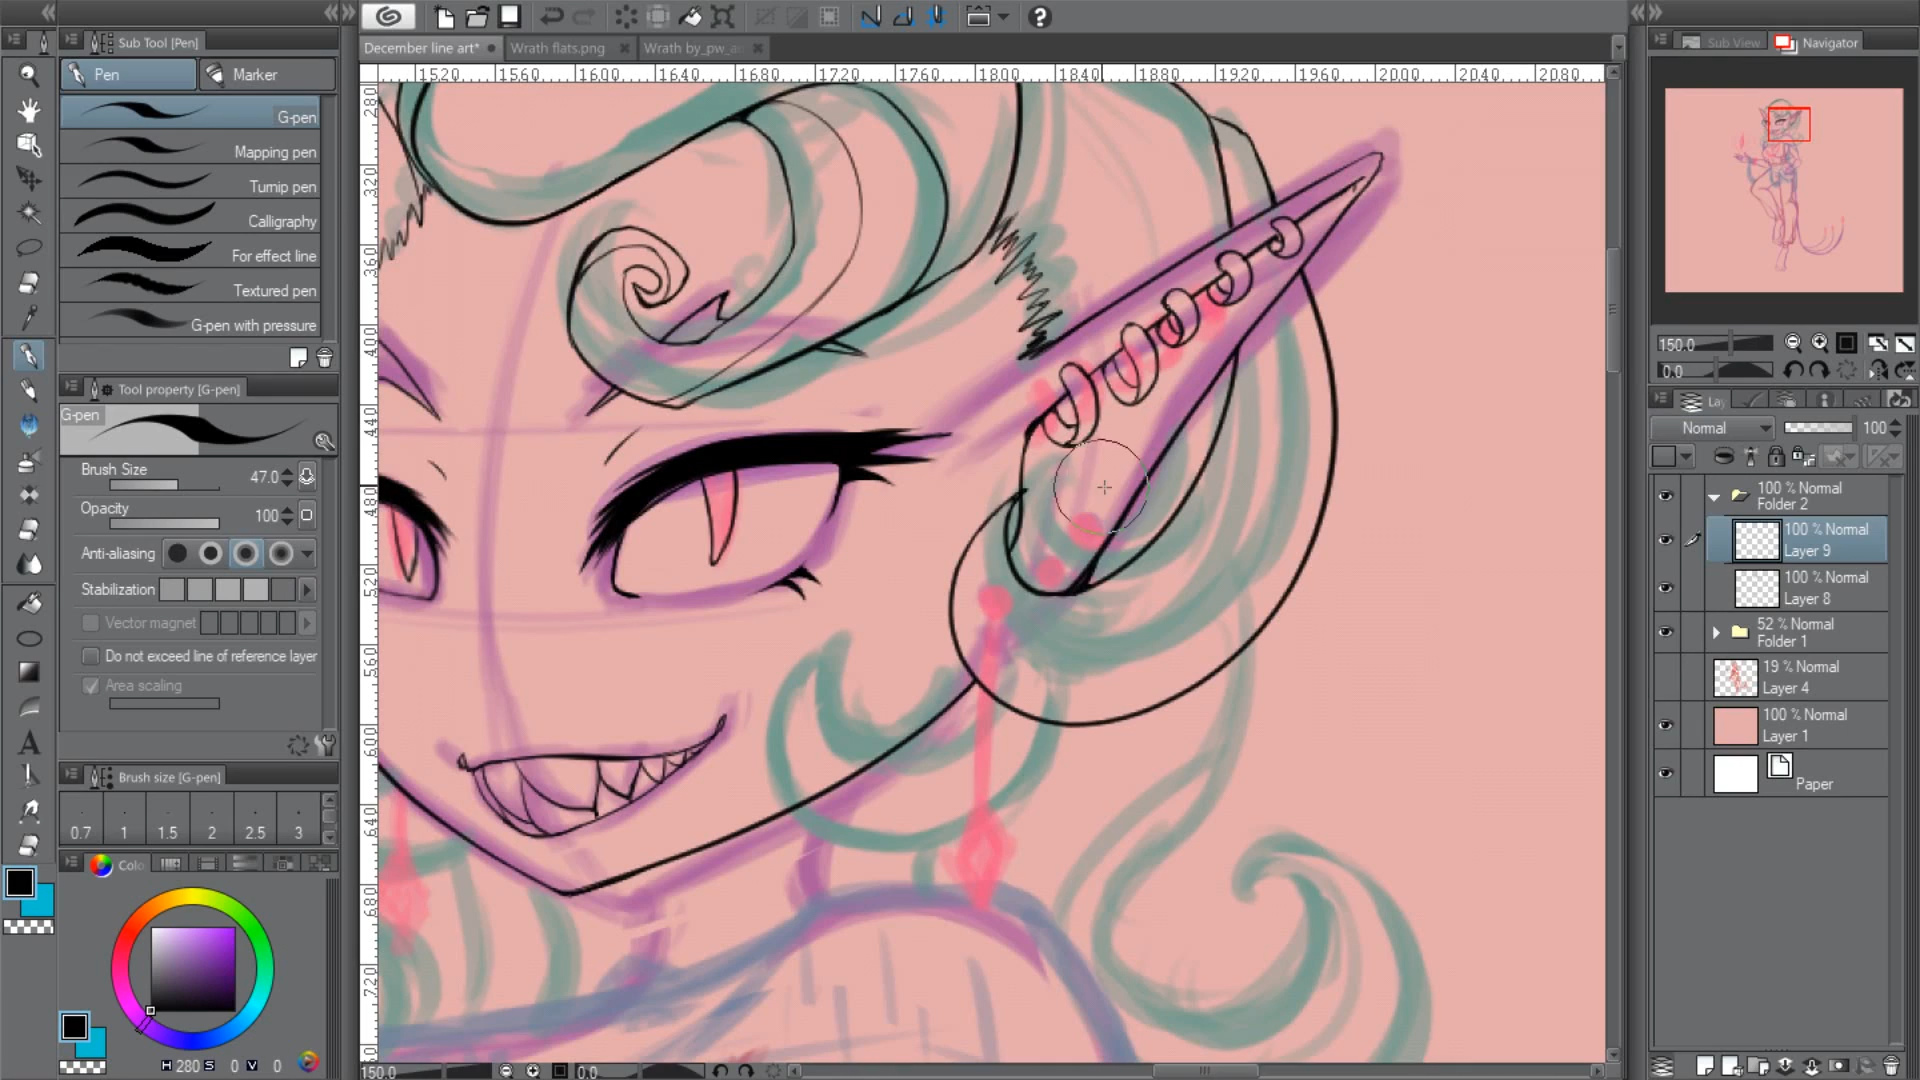 Sub Tool [Pen]
Pen
Marker
G-pen
Mapping pen
Turnip pen
Calligraphy
For effect line
Textured pen
G-pen with pressure
Tool property [G-pen]
G-pen
Brush Size
47.0
Opacity
100
Anti-aliasing
Stabilization
Vector magnet
Do not exceed line of reference layer
Area scaling
Brush size [G-pen]
0.7 1 1.5 2 2.5 3
Colo
H 280 S 0 V 0
December line art*
Wrath flats.png
Wrath by_pw_a
1520 1560 1600 1640 1680 1720 1760 1800 1840 1880 1920 1960 2000 2040 2080
280
320
360
400
440
480
520
560
600
640
680
720
150.0
0.0
Sub View
Navigator
150.0
0.0
Lay
Normal
100
100 % Normal
Folder 2
100 % Normal
Layer 9
100 % Normal
Layer 8
52 % Normal
Folder 1
19 % Normal
Layer 4
100 % Normal
Layer 1
Paper